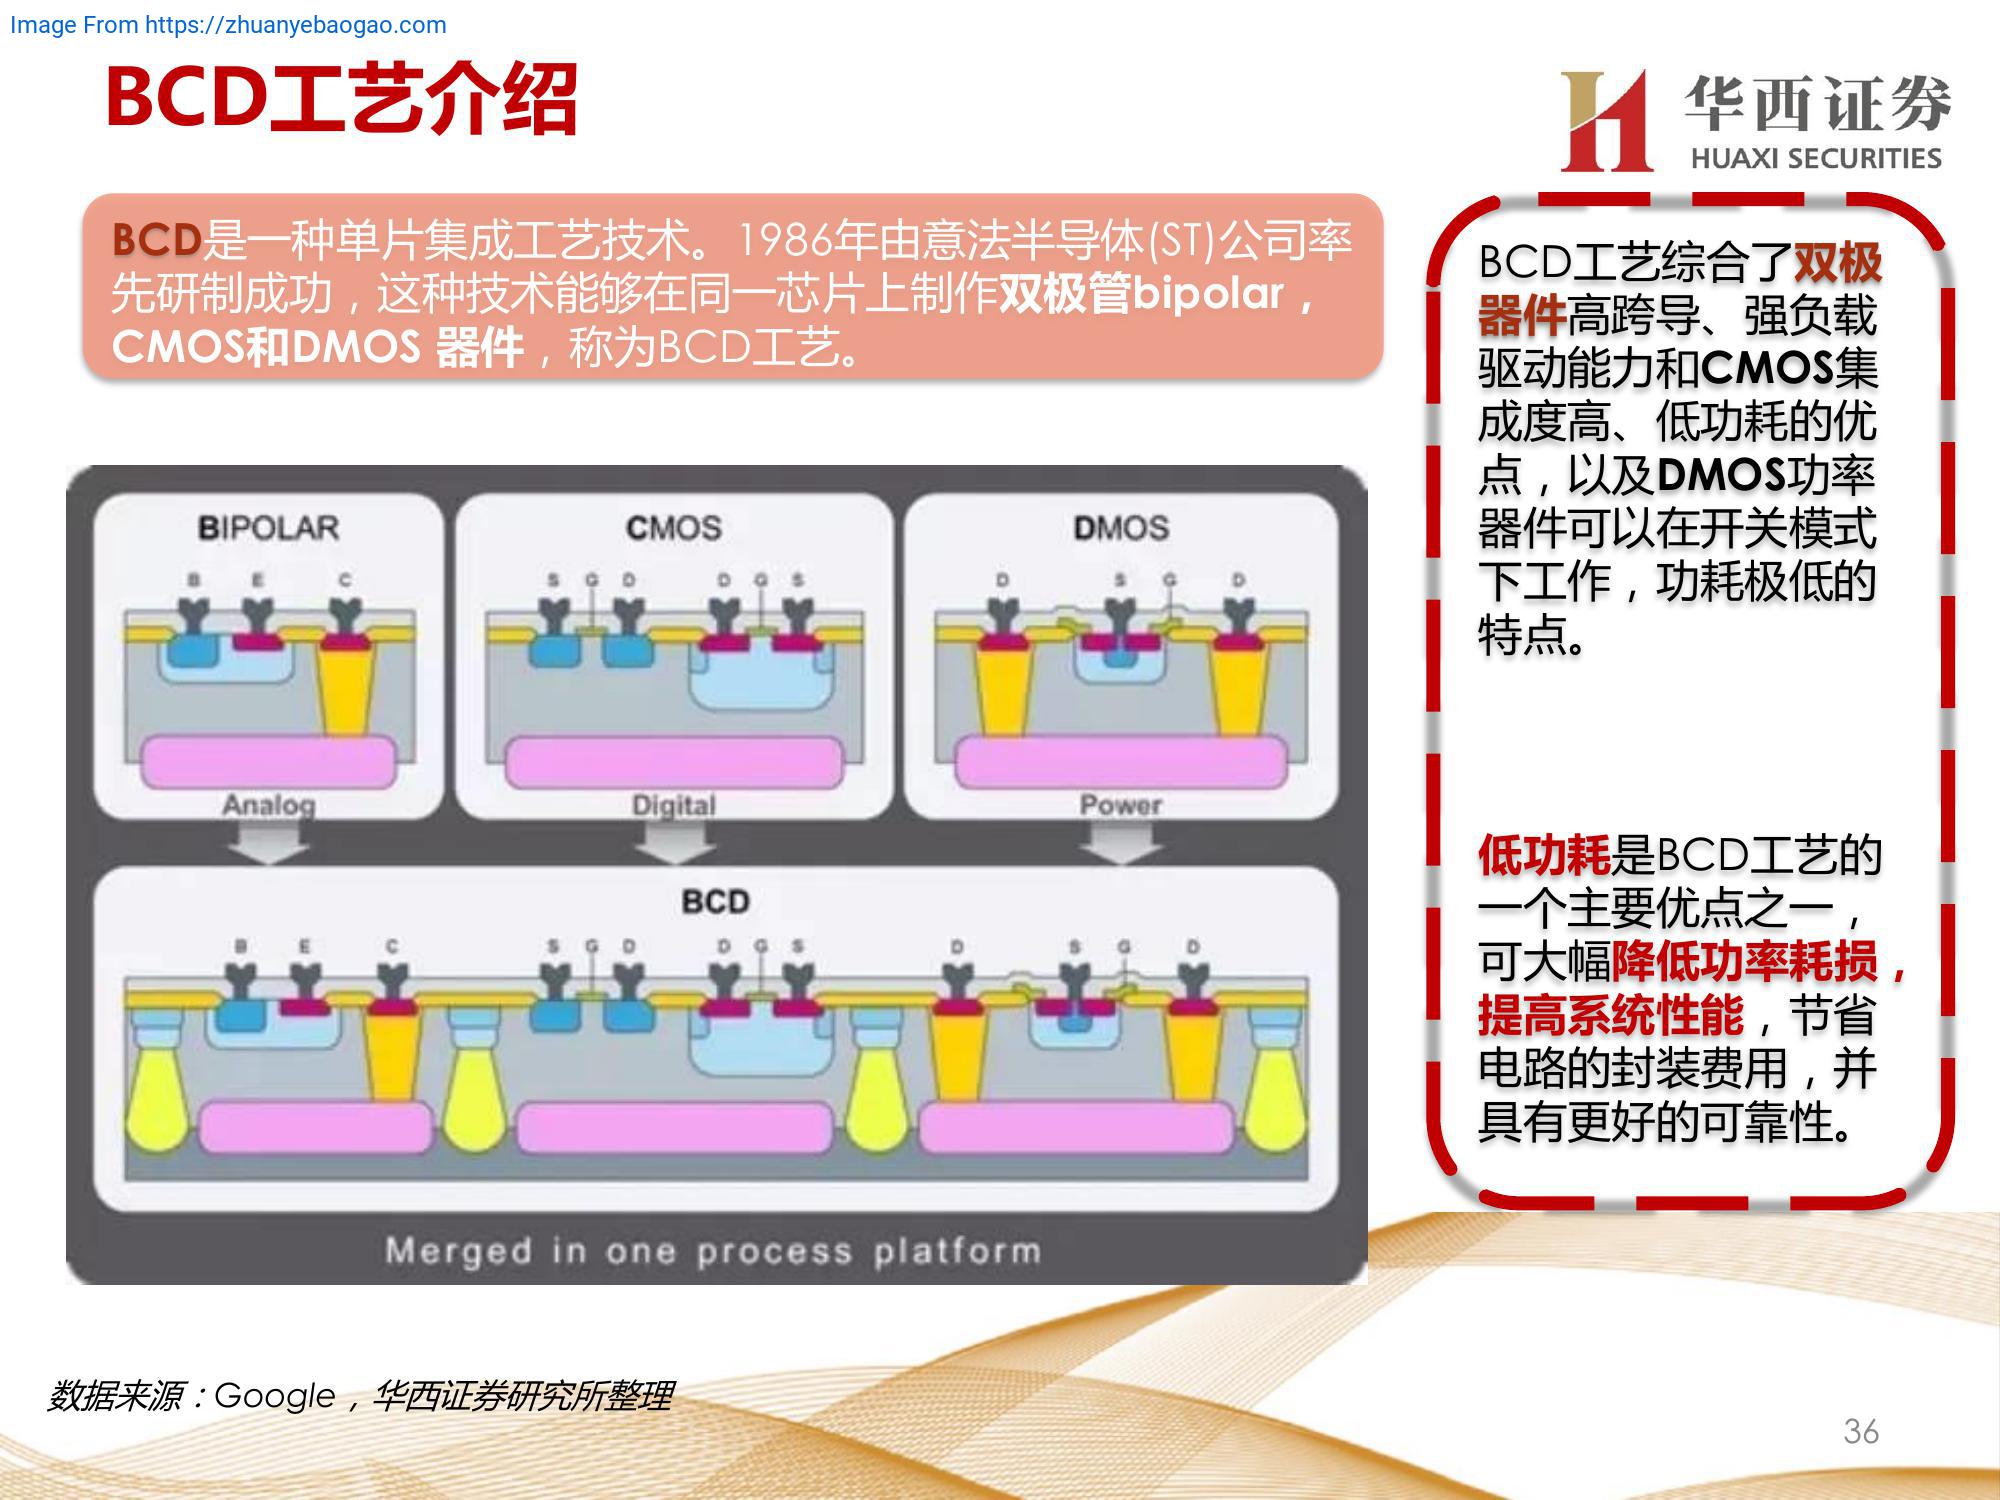 Image From https://zhuanyebaogao.com
BCD工艺介绍
华西证券
HUAXI SECURITIES
BCD是一种单片集成工艺技术。1986年由意法半导体(ST)公司率
先研制成功，这种技术能够在同一芯片上制作双极管bipolar，
CMOS和DMOS 器件，称为BCD工艺。
BIPOLAR
B E C
Analog
CMOS
S G D D G S
Digital
DMOS
D S G D
Power
BCD
B E C S G D D G S D S G D
Merged in one process platform
BCD工艺综合了双极
器件高跨导、强负载
驱动能力和CMOS集
成度高、低功耗的优
点，以及DMOS功率
器件可以在开关模式
下工作，功耗极低的
特点。
低功耗是BCD工艺的
一个主要优点之一，
可大幅降低功率耗损，
提高系统性能，节省
电路的封装费用，并
具有更好的可靠性。
数据来源：Google，华西证券研究所整理
36